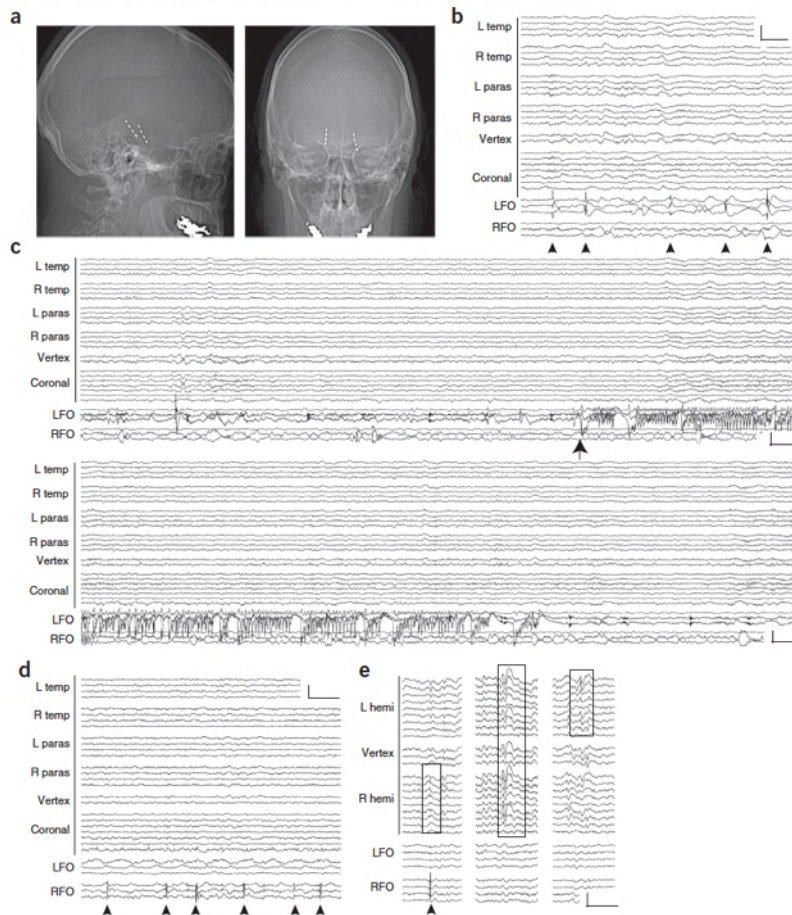 a
b
L temp
R temp
L paras
R paras
Vertex
Coronal
LFO
RFO
c
L temp
R temp
L paras
R paras
Vertex
Coronal
LFO
RFO
L temp
R temp
L paras
R paras
Vertex
Coronal
LFO
RFO
d
L temp
R temp
L paras
R paras
Vertex
Coronal
LFO
RFO
e
L hemi
Vertex
R hemi
LFO
RFO